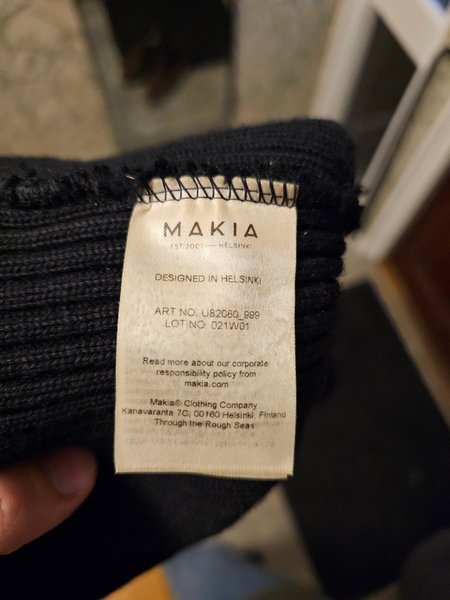 MAKIA
EST. 2001 — HELSINKI
DESIGNED IN HELSINKI
ART NO. U82060_999
LOT NO: 021W01
Read more about our corporate
responsibility policy from
makia.com
Makia® Clothing Company
Kanavaranta 7C, 00160 Helsinki, Finland
Through the Rough Seas